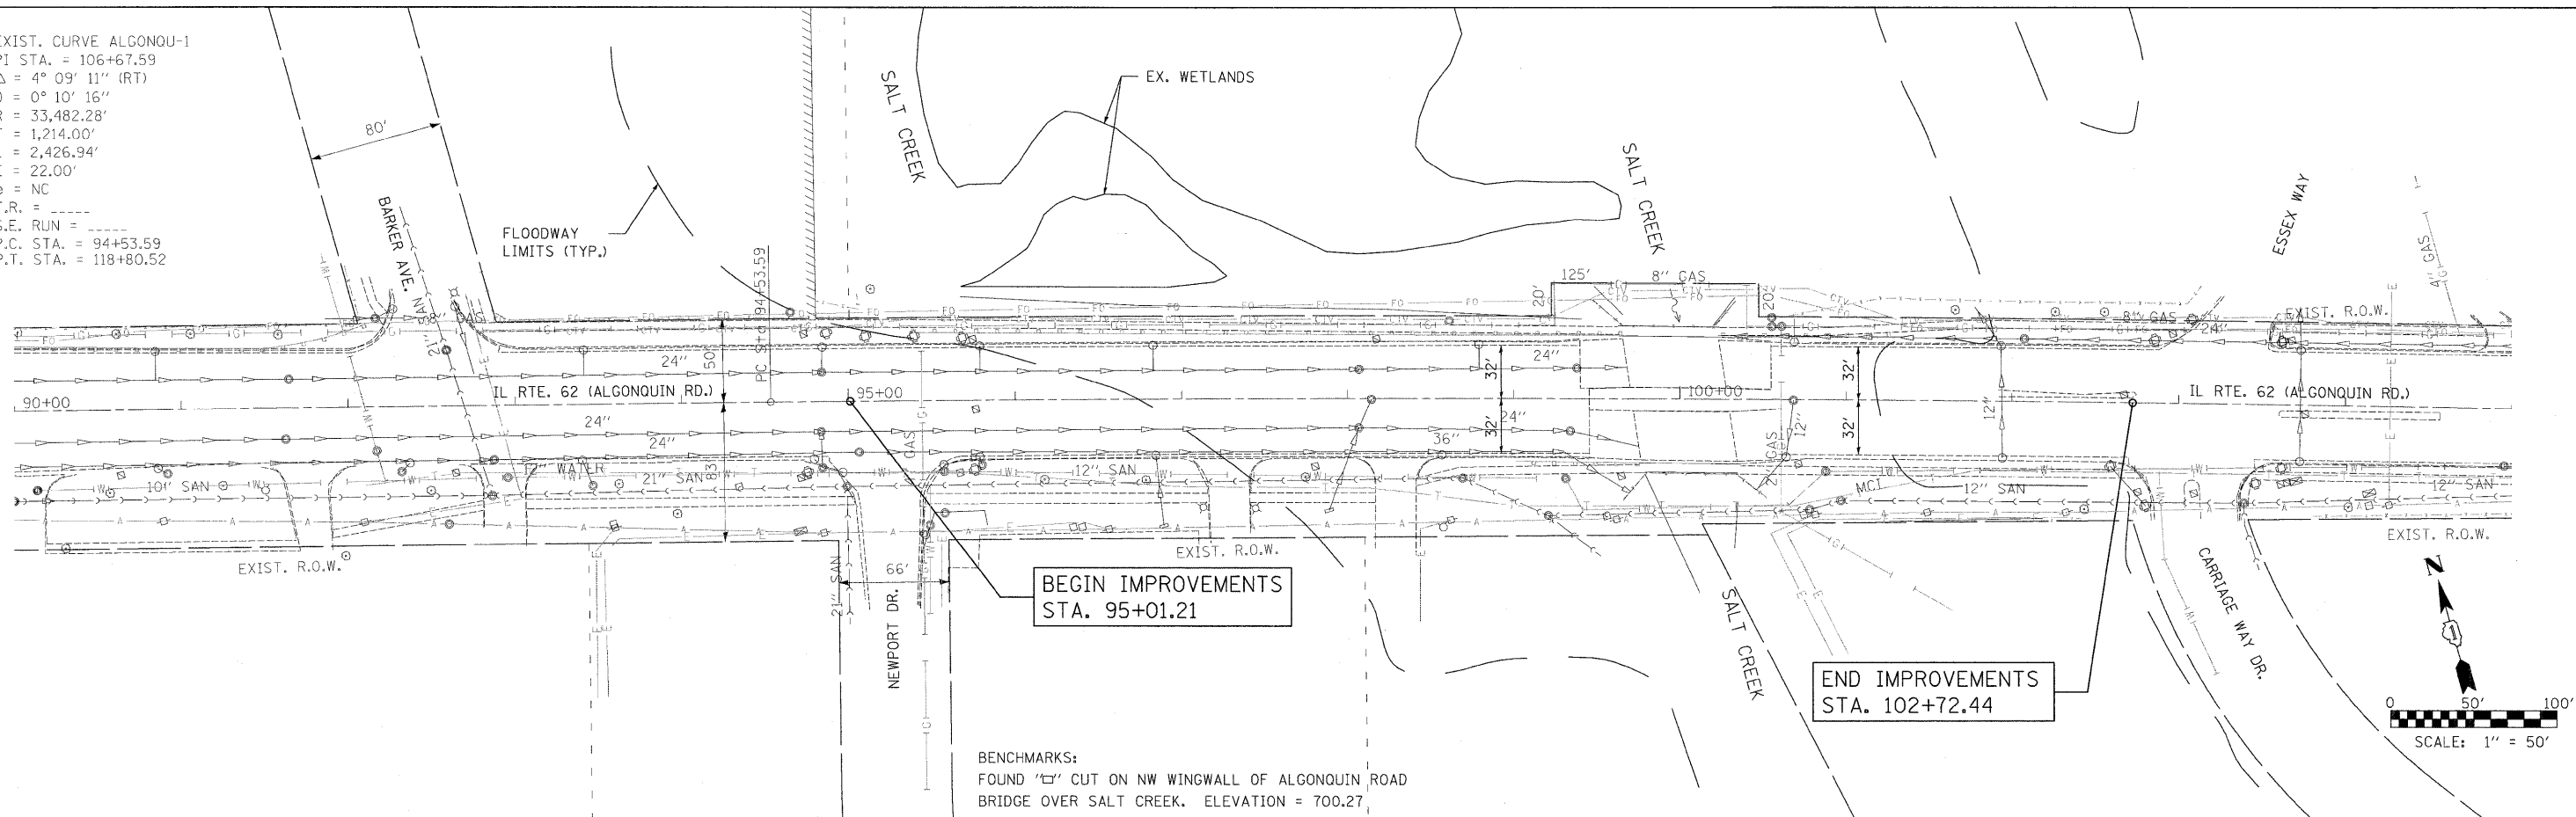 EXIST. CURVE ALGONQU-1
PI STA. = 106+67.59
Δ = 4° 09' 11" (RT)
D = 0° 10' 16"
R = 33,482.28'
T = 1,214.00'
L = 2,426.94'
E = 22.00'
e = NC
T.R. = _____
S.E. RUN = _____
P.C. STA. = 94+53.59
P.T. STA. = 118+80.52
80'
BARKER AVE.
FLOODWAY
LIMITS (TYP.)
SALT CREEK
EX. WETLANDS
SALT CREEK
ESSEX WAY
4" GAS
PC Sta 94+53.59
125'
8" GAS
20'
20'
8" GAS
EXIST. R.O.W.
24"
24"
50'
24"
32'
32'
90+00
IL RTE. 62 (ALGONQUIN RD.)
95+00
100+00
IL RTE. 62 (ALGONQUIN RD.)
24"
24"
24"
36"
32'
32'
12"
12"
GAS
GAS
12" WATER
10" SAN
21" SAN
83'
12" SAN
MCI
12" SAN
12" SAN
EXIST. R.O.W.
EXIST. R.O.W.
EXIST. R.O.W.
21" SAN
66'
NEWPORT DR.
BEGIN IMPROVEMENTS
STA. 95+01.21
SALT CREEK
CARRIAGE WAY DR.
N
END IMPROVEMENTS
STA. 102+72.44
0 50' 100'
SCALE: 1" = 50'
BENCHMARKS:
FOUND "□" CUT ON NW WINGWALL OF ALGONQUIN ROAD
BRIDGE OVER SALT CREEK. ELEVATION = 700.27